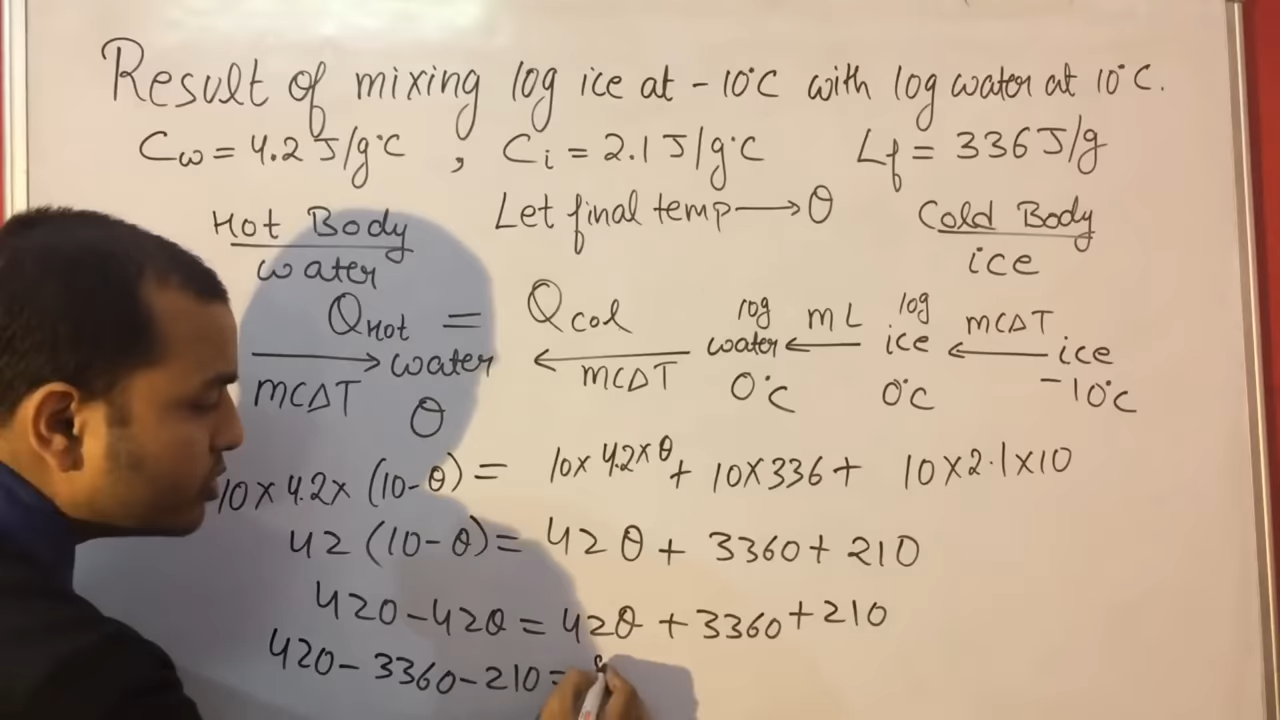 Result of mixing 10g ice at -10°C with 10g water at 10°C.
Cw = 4.2 J/g°C , Ci = 2.1 J/g°C Lf = 336 J/g
Let final temp → θ
Hot Body Cold Body
water ice
QHot = Qcol
10g 10g
→ water ← water ← mL ice ← mcΔT ice
mcΔT θ mcΔT 0°C 0°C -10°C
10 x 4.2 x (10-θ) = 10 x 4.2 x θ + 10 x 336 + 10 x 2.1 x 10
42 (10-θ) = 42θ + 3360 + 210
420 - 42θ = 42θ + 3360 + 210
420 - 3360 - 210 =